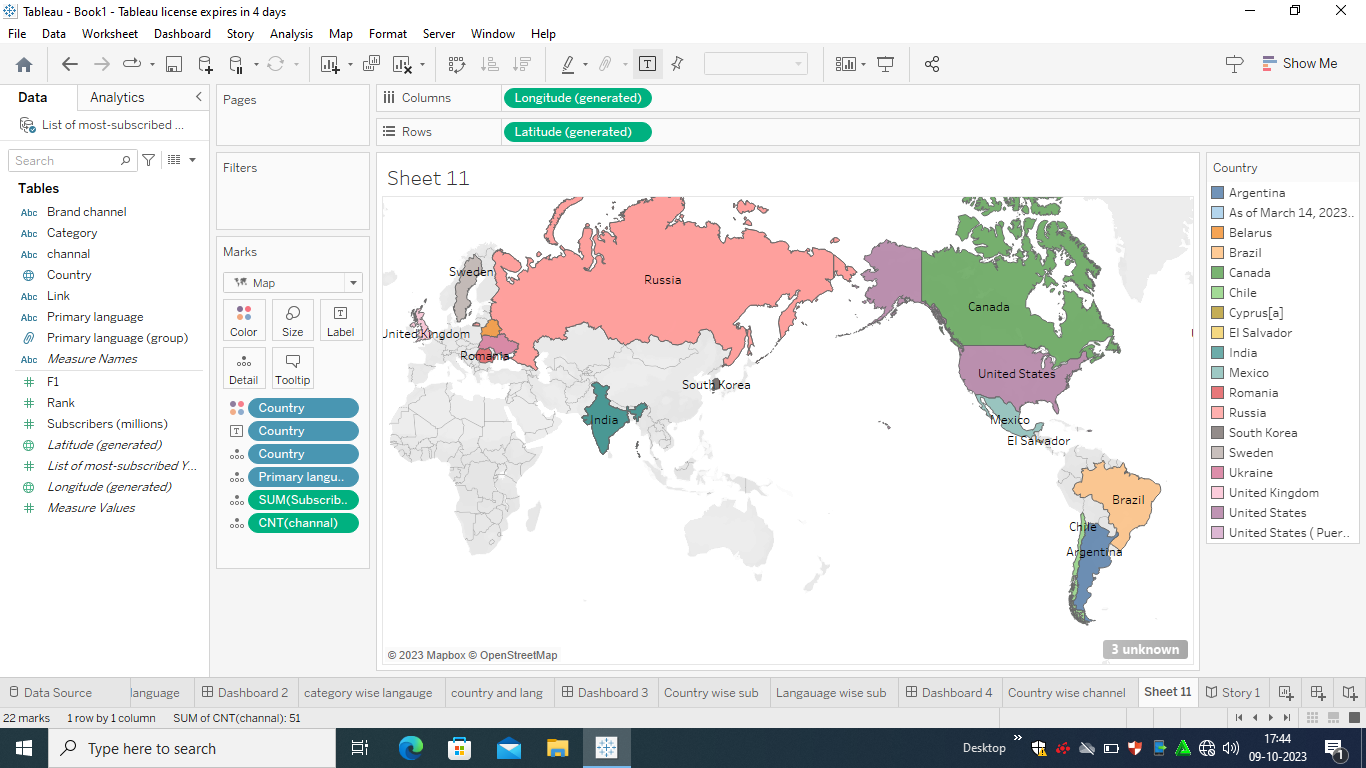 Tableau - Book1 - Tableau license expires in 4 days
File Data Worksheet Dashboard Story Analysis Map Format Server Window Help
Show Me
Data Analytics
List of most-subscribed ...
Search
Tables
Abc Brand channel
Abc Category
Abc channel
Country
Abc Link
Abc Primary language
Primary language (group)
Abc Measure Names
F1
Rank
Subscribers (millions)
Latitude (generated)
List of most-subscribed Y...
Longitude (generated)
Measure Values
Pages
Filters
Marks
Map
Color Size Label
Detail Tooltip
Country
Country
Country
Primary langu..
SUM(Subscrib..
CNT(channel)
Columns Longitude (generated)
Rows Latitude (generated)
Sheet 11
Sweden
Russia
Canada
United Kingdom
Romania
United States
South Korea
India
Mexico
El Salvador
Brazil
Chile
Argentina
3 unknown
© 2023 Mapbox © OpenStreetMap
Country
Argentina
As of March 14, 2023..
Belarus
Brazil
Canada
Chile
Cyprus[a]
El Salvador
India
Mexico
Romania
Russia
South Korea
Sweden
Ukraine
United Kingdom
United States
United States ( Puer..
Data Source language Dashboard 2 category wise langauge country and lang Dashboard 3 Country wise sub Langauage wise sub Dashboard 4 Country wise channel Sheet 11 Story 1
22 marks 1 row by 1 column SUM of CNT(channel): 51
Type here to search
Desktop
17:44
09-10-2023
1